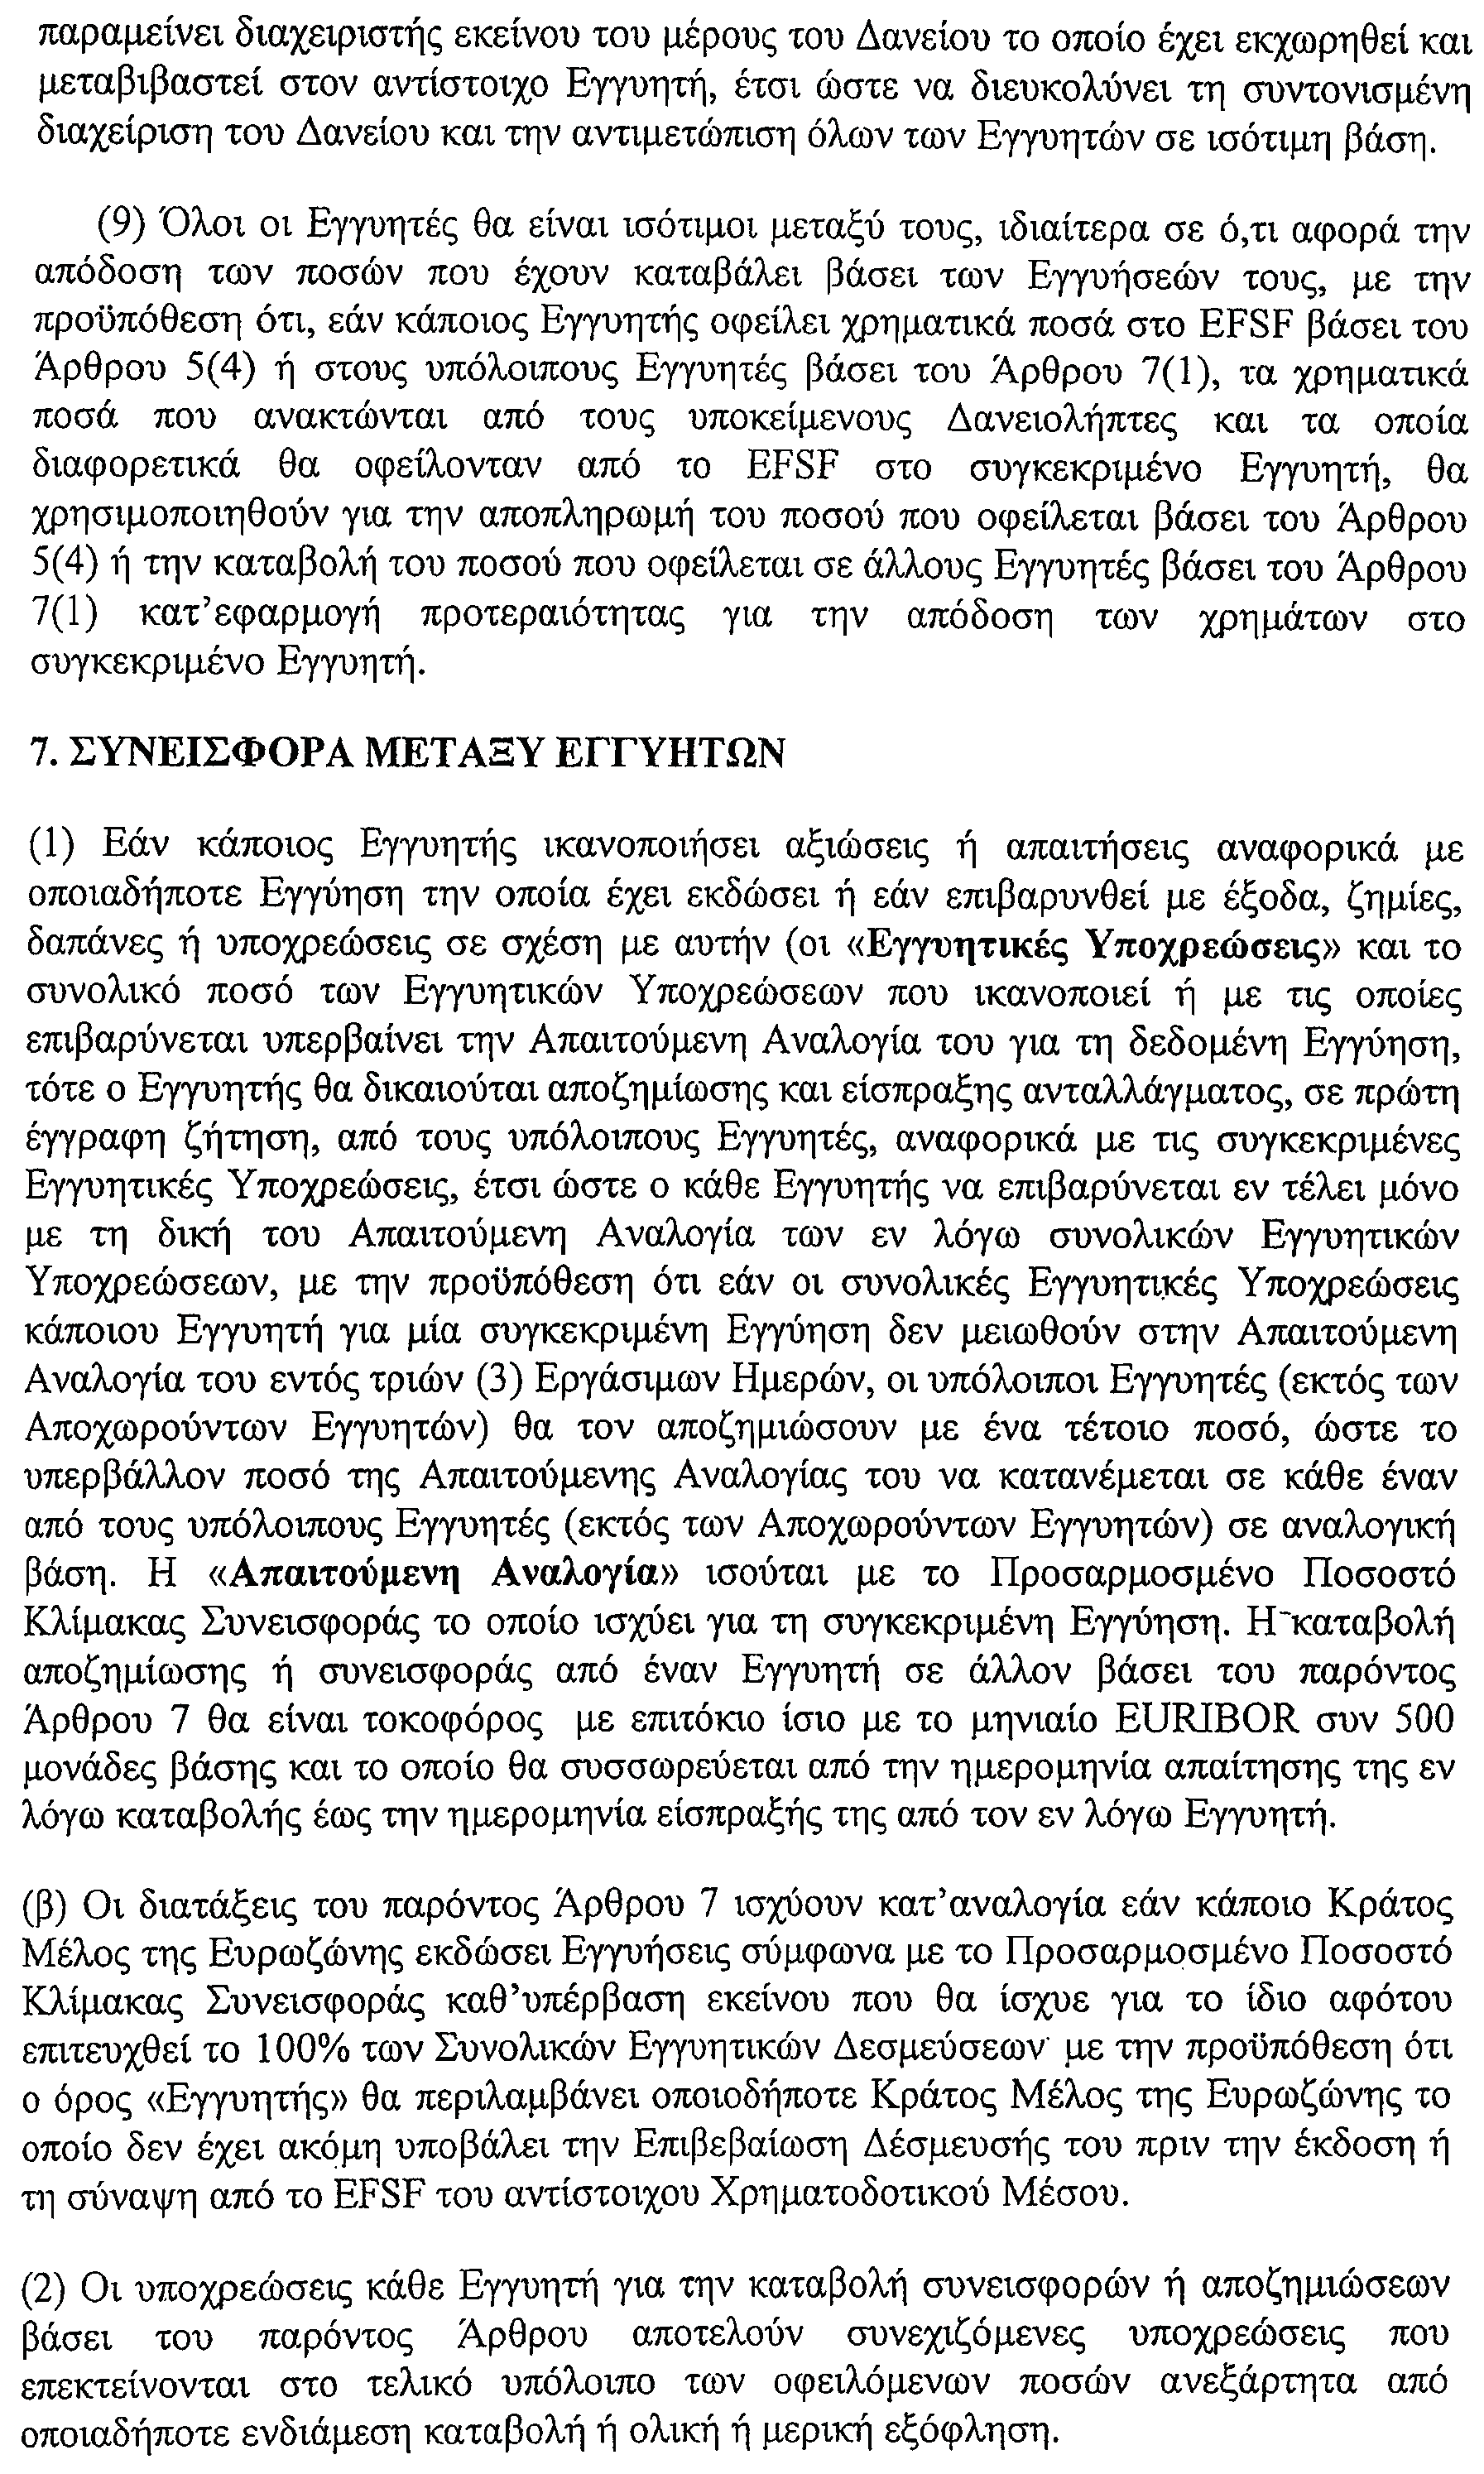 παραμείνει διαχειριστής εκείνου του μέρους του Δανείου το οποίο έχει εκχωρηθεί και
μεταβιβαστεί στον αντίστοιχο Εγγυητή, έτσι ώστε να διευκολύνει τη συντονισμένη
διαχείριση του Δανείου και την αντιμετώπιση όλων των Εγγυητών σε ισότιμη βάση.
(9) Όλοι οι Εγγυητές θα είναι ισότιμοι μεταξύ τους, ιδιαίτερα σε ό,τι αφορά την
απόδοση των ποσών που έχουν καταβάλει βάσει των Εγγυήσεών τους, με την
προϋπόθεση ότι, εάν κάποιος Εγγυητής οφείλει χρηματικά ποσά στο EFSF βάσει του
Άρθρου 5(4) ή στους υπόλοιπους Εγγυητές βάσει του Άρθρου 7(1), τα χρηματικά
ποσά που ανακτώνται από τους υποκείμενους Δανειολήπτες και τα οποία
διαφορετικά θα οφείλονταν από το EFSF στο συγκεκριμένο Εγγυητή, θα
χρησιμοποιηθούν για την αποπληρωμή του ποσού που οφείλεται βάσει του Άρθρου
5(4) ή την καταβολή του ποσού που οφείλεται σε άλλους Εγγυητές βάσει του Άρθρου
7(1) κατ’εφαρμογή προτεραιότητας για την απόδοση των χρημάτων στο
συγκεκριμένο Εγγυητή.
7. ΣΥΝΕΙΣΦΟΡΑ ΜΕΤΑΞΥ ΕΓΓΥΗΤΩΝ
(1) Εάν κάποιος Εγγυητής ικανοποιήσει αξιώσεις ή απαιτήσεις αναφορικά με
οποιαδήποτε Εγγύηση την οποία έχει εκδώσει ή εάν επιβαρυνθεί με έξοδα, ζημίες,
δαπάνες ή υποχρεώσεις σε σχέση με αυτήν (οι «Εγγυητικές Υποχρεώσεις» και το
συνολικό ποσό των Εγγυητικών Υποχρεώσεων που ικανοποιεί ή με τις οποίες
επιβαρύνεται υπερβαίνει την Απαιτούμενη Αναλογία του για τη δεδομένη Εγγύηση,
τότε ο Εγγυητής θα δικαιούται αποζημίωσης και είσπραξης ανταλλάγματος, σε πρώτη
έγγραφη ζήτηση, από τους υπόλοιπους Εγγυητές, αναφορικά με τις συγκεκριμένες
Εγγυητικές Υποχρεώσεις, έτσι ώστε ο κάθε Εγγυητής να επιβαρύνεται εν τέλει μόνο
με τη δική του Απαιτούμενη Αναλογία των εν λόγω συνολικών Εγγυητικών
Υποχρεώσεων, με την προϋπόθεση ότι εάν οι συνολικές Εγγυητικές Υποχρεώσεις
κάποιου Εγγυητή για μία συγκεκριμένη Εγγύηση δεν μειωθούν στην Απαιτούμενη
Αναλογία του εντός τριών (3) Εργάσιμων Ημερών, οι υπόλοιποι Εγγυητές (εκτός των
Αποχωρούντων Εγγυητών) θα τον αποζημιώσουν με ένα τέτοιο ποσό, ώστε το
υπερβάλλον ποσό της Απαιτούμενης Αναλογίας του να κατανέμεται σε κάθε έναν
από τους υπόλοιπους Εγγυητές (εκτός των Αποχωρούντων Εγγυητών) σε αναλογική
βάση. Η «Απαιτούμενη Αναλογία» ισούται με το Προσαρμοσμένο Ποσοστό
Κλίμακας Συνεισφοράς το οποίο ισχύει για τη συγκεκριμένη Εγγύηση. Η καταβολή
αποζημίωσης ή συνεισφοράς από έναν Εγγυητή σε άλλον βάσει του παρόντος
Άρθρου 7 θα είναι τοκοφόρος με επιτόκιο ίσιο με το μηνιαίο EURIBOR συν 500
μονάδες βάσης και το οποίο θα συσσωρεύεται από την ημερομηνία απαίτησης της εν
λόγω καταβολής έως την ημερομηνία είσπραξής της από τον εν λόγω Εγγυητή.
(β) Οι διατάξεις του παρόντος Άρθρου 7 ισχύουν κατ’αναλογία εάν κάποιο Κράτος
Μέλος της Ευρωζώνης εκδώσει Εγγυήσεις σύμφωνα με το Προσαρμοσμένο Ποσοστό
Κλίμακας Συνεισφοράς καθ’υπέρβαση εκείνου που θα ίσχυε για το ίδιο αφότου
επιτευχθεί το 100% των Συνολικών Εγγυητικών Δεσμεύσεων· με την προϋπόθεση ότι
ο όρος «Εγγυητής» θα περιλαμβάνει οποιοδήποτε Κράτος Μέλος της Ευρωζώνης το
οποίο δεν έχει ακόμη υποβάλει την Επιβεβαίωση Δέσμευσής του πριν την έκδοση ή
τη σύναψη από το EFSF του αντίστοιχου Χρηματοδοτικού Μέσου.
(2) Οι υποχρεώσεις κάθε Εγγυητή για την καταβολή συνεισφορών ή αποζημιώσεων
βάσει του παρόντος Άρθρου αποτελούν συνεχιζόμενες υποχρεώσεις που
επεκτείνονται στο τελικό υπόλοιπο των οφειλόμενων ποσών ανεξάρτητα από
οποιαδήποτε ενδιάμεση καταβολή ή ολική ή μερική εξόφληση.